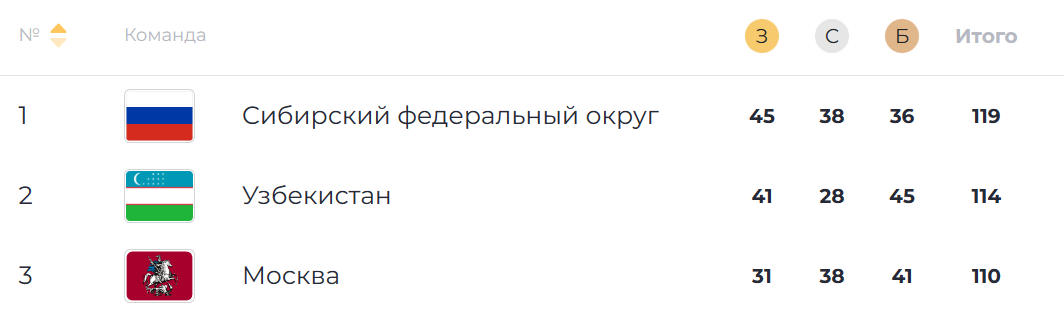 № Команда З С Б Итого
1 Сибирский федеральный округ 45 38 36 119
2 Узбекистан 41 28 45 114
3 Москва 31 38 41 110